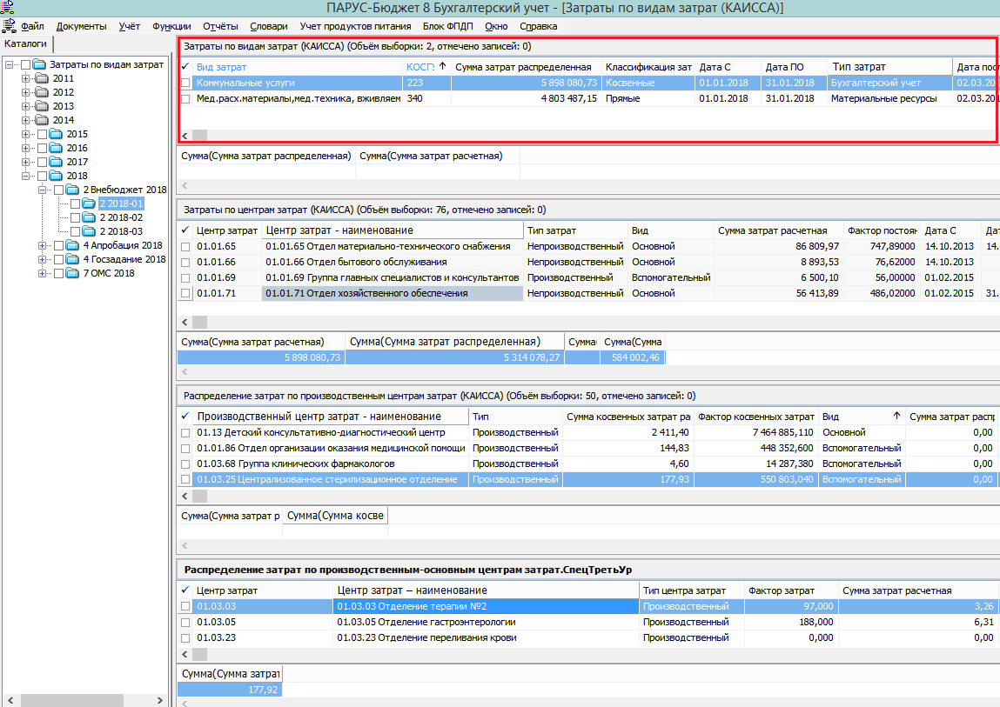 ПАРУС-Бюджет 8 Бухгалтерский учет - [Затраты по видам затрат (КАИССА)]
Файл Документы Учёт Функции Отчёты Словари Учет продуктов питания Блок ФПДП Окно Справка
Каталоги
Затраты по видам затрат
2011
2012
2013
2014
2015
2016
2017
2018
2 Внебюджет 2018
2 2018-01
2 2018-02
2 2018-03
4 Апробация 2018
4 Госзадание 2018
7 ОМС 2018
Затраты по видам затрат (КАИССА) (Объём выборки: 2, отмечено записей: 0)
Вид затрат КОСГУ Сумма затрат распределенная Классификация зат Дата С Дата ПО Тип затрат Дата пос
Коммунальные услуги 223 5 898 080,73 Косвенные 01.01.2018 31.01.2018 Бухгалтерский учет 02.03.20
Мед.расх.материалы,мед.техника, вживляем 340 4 803 487,15 Прямые 01.01.2018 31.01.2018 Материальные ресурсы 02.03.20
Сумма(Сумма затрат распределенная) Сумма(Сумма затрат расчетная)
Затраты по центрам затрат (КАИССА) (Объём выборки: 76, отмечено записей: 0)
Центр затрат Центр затрат - наименование Тип затрат Вид Сумма затрат расчетная Фактор постоян Дата С Дат
01.01.65 01.01.65 Отдел материально-технического снабжения Непроизводственный Основной 86 809,97 747,89000 14.10.2013 14.
01.01.66 01.01.66 Отдел бытового обслуживания Непроизводственный Основной 8 893,53 76,62000 14.10.2013
01.01.69 01.01.69 Группа главных специалистов и консультантов Производственный Вспомогательный 6 500,10 56,00000 01.02.2015
01.01.71 01.01.71 Отдел хозяйственного обеспечения Непроизводственный Основной 56 413,89 486,02000 01.02.2015 31.
Сумма(Сумма затрат расчетная) Сумма(Сумма затрат распределенная) Сумма( Сумма(Сумма
5 898 080,73 5 314 078,27 584 002,46
Распределение затрат по производственным центрам затрат (КАИССА) (Объём выборки: 50, отмечено записей: 0)
Производственный центр затрат - наименование Тип Сумма косвенных затрат ра Фактор косвенных затрат Вид Сумма затрат распр
01.13 Детский консультативно-диагностический центр Производственный 2 411,40 7 464 885,110 Основной 0,00
01.01.86 Отдел организации оказания медицинской помощи Производственный 144,83 448 352,600 Вспомогательный 0,00
01.03.68 Группа клинических фармакологов Производственный 4,60 14 287,380 Вспомогательный 0,00
01.03.25 Централизованное стерилизационное отделение Производственный 177,93 550 803,040 Вспомогательный 0,00
Сумма(Сумма затрат р Сумма(Сумма косве
Распределение затрат по производственным-основным центрам затрат.СпецТретьУр
Центр затрат Центр затрат – наименование Тип центра затрат Фактор затрат Сумма затрат расчетная
01.03.03 01.03.03 Отделение терапии №2 Производственный 97,000 3,26
01.03.05 01.03.05 Отделение гастроэнтерологии Производственный 188,000 6,31
01.03.23 01.03.23 Отделение переливания крови Производственный 0,000 0,00
Сумма(Сумма затрат
177,92